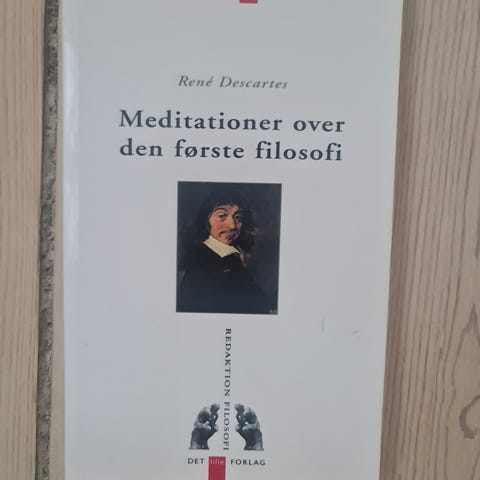 René Descartes
Meditationer over
den første filosofi
REDAKTION FILOSOFI
DET lille FORLAG